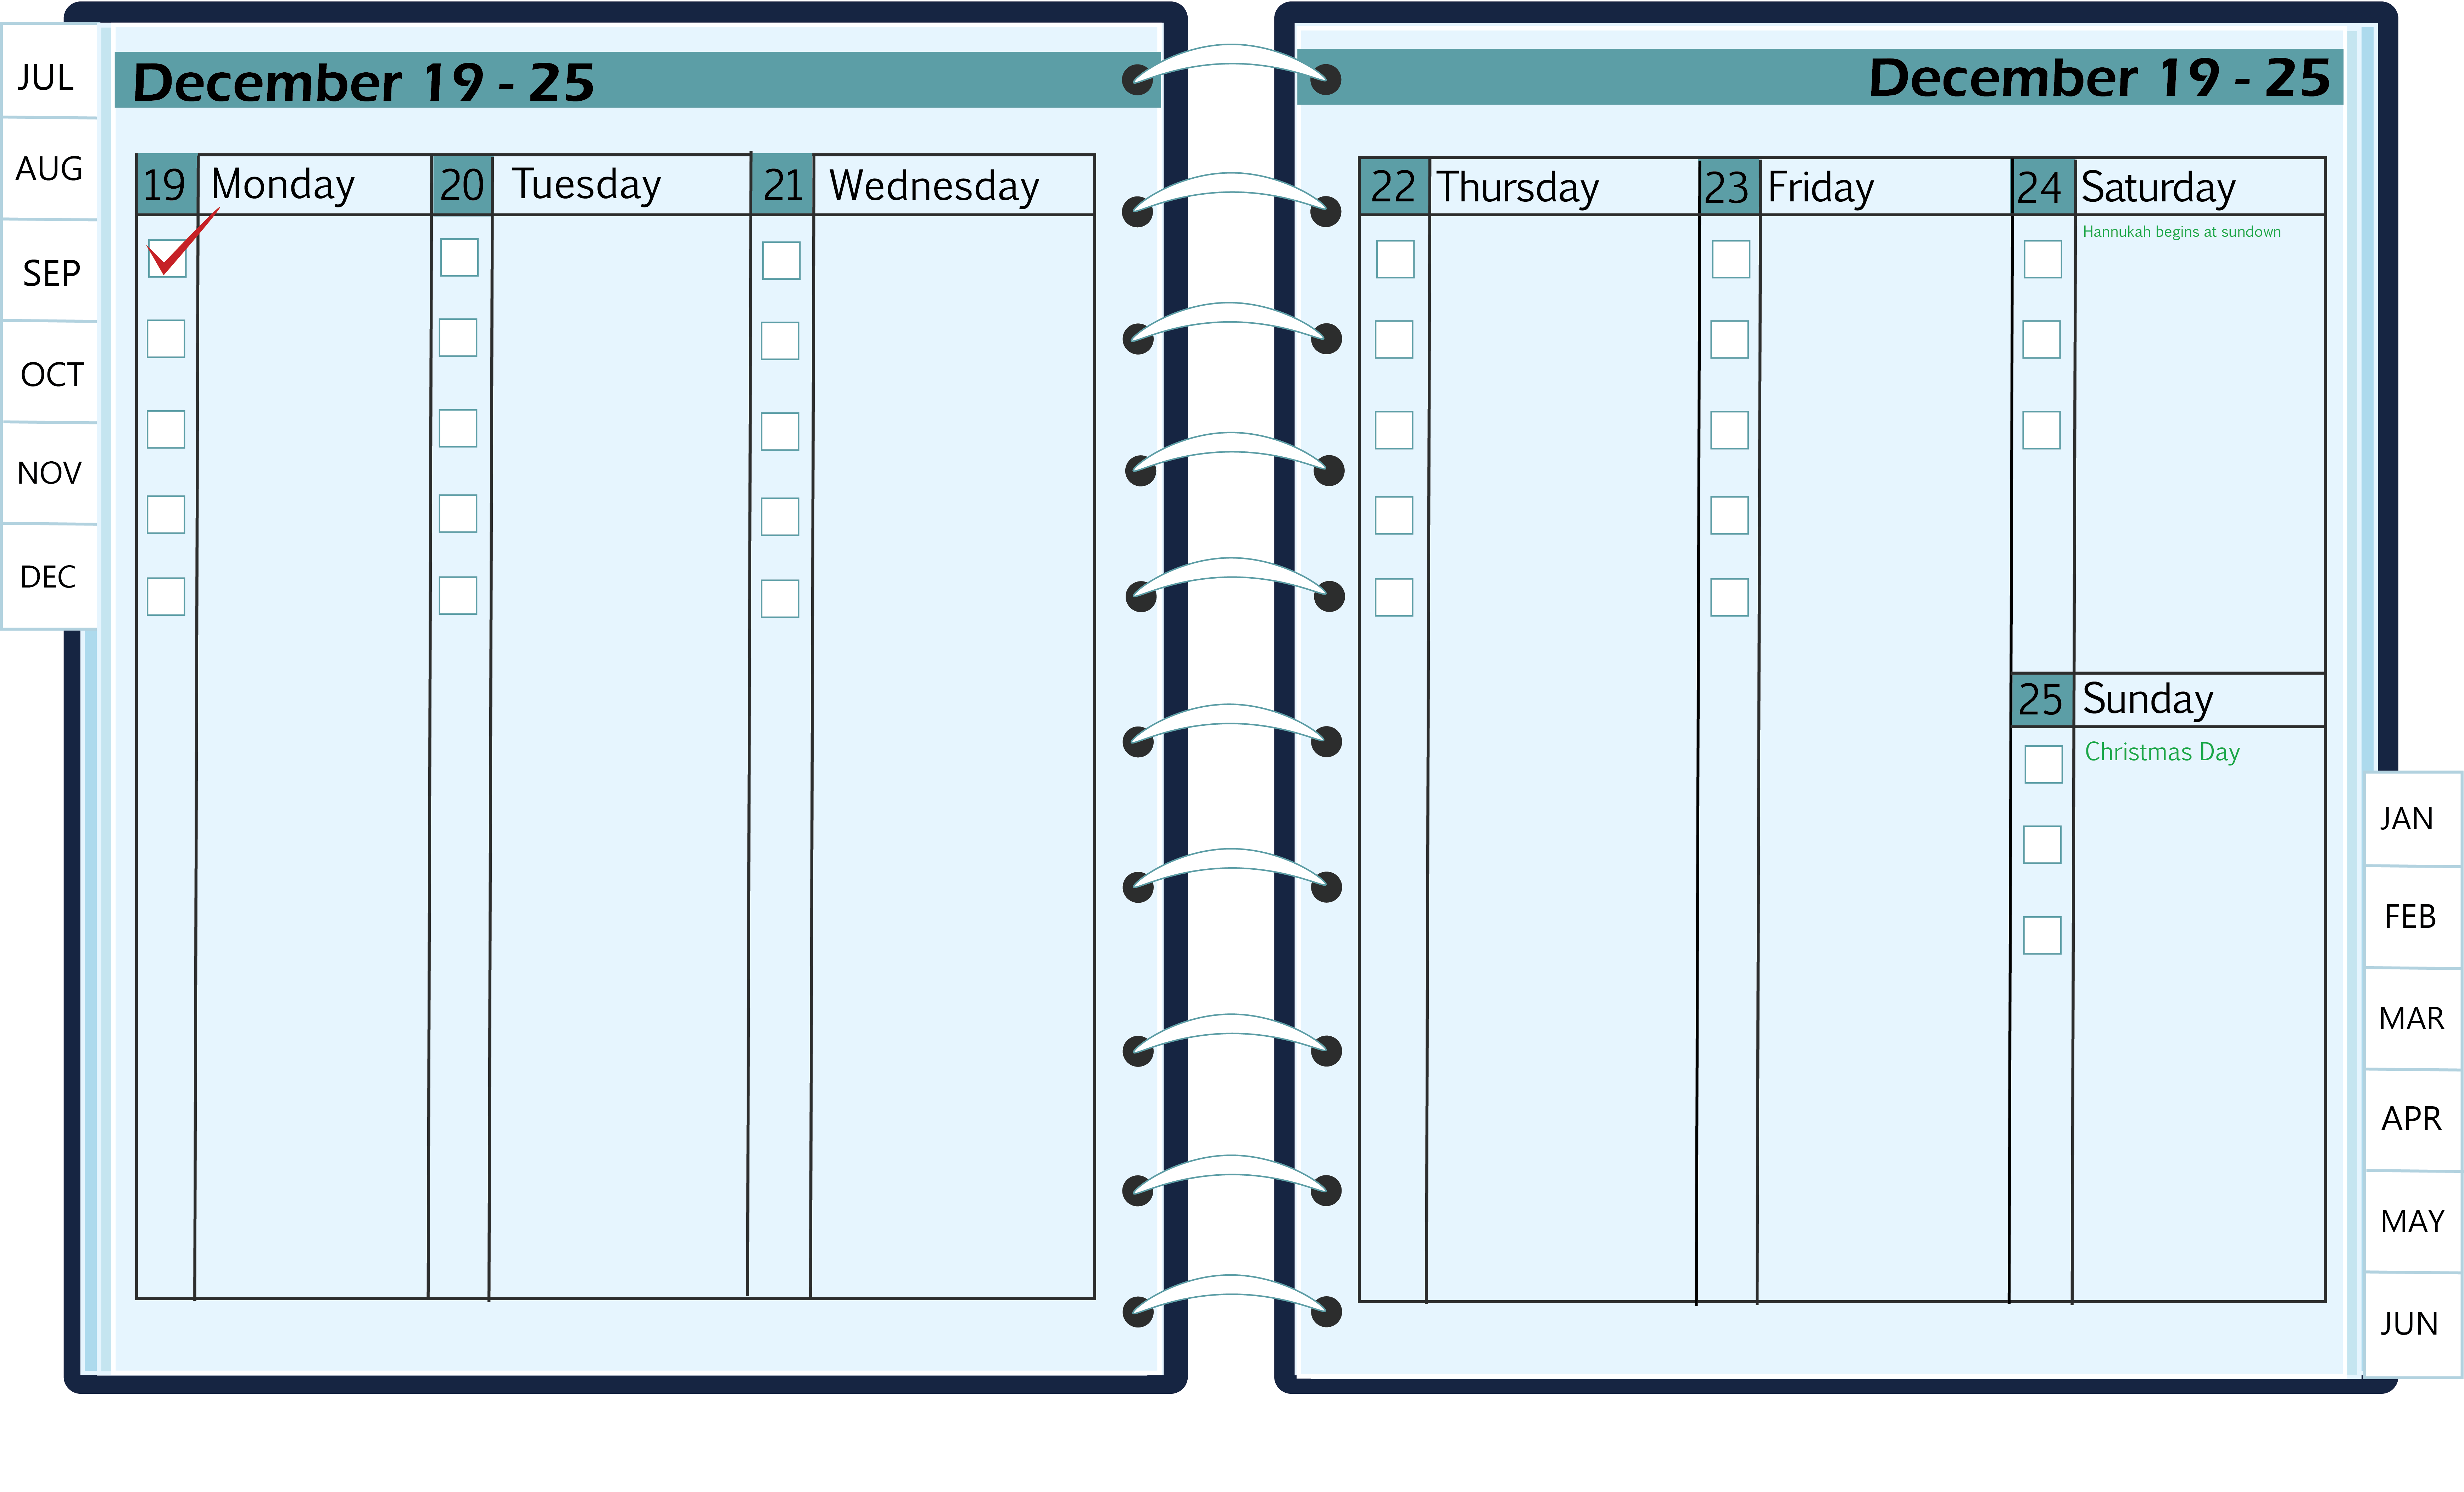 JUL
AUG
SEP
OCT
NOV
DEC
December 19 - 25
19 Monday
20 Tuesday
21 Wednesday
December 19 - 25
22 Thursday
23 Friday
24 Saturday
Hannukah begins at sundown
25 Sunday
Christmas Day
JAN
FEB
MAR
APR
MAY
JUN